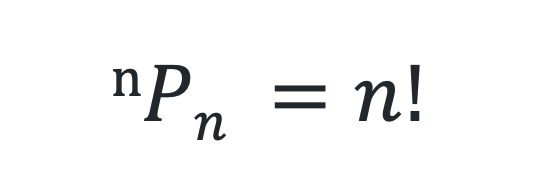 ⁿPₙ = n!